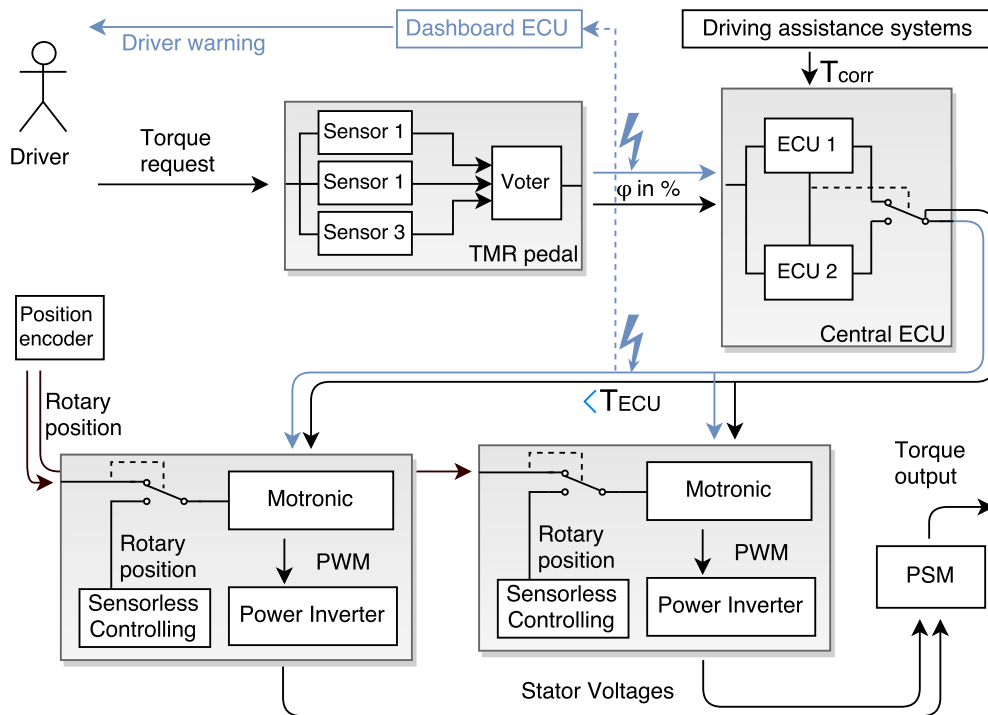 Dashboard ECU
Driving assistance systems
Driver warning
Tcorr
Driver
Torque
request
Sensor 1
Sensor 1
Sensor 3
Voter
TMR pedal
φ in %
ECU 1
ECU 2
Central ECU
Position
encoder
Rotary
position
<TECU
Motronic
Rotary
position
PWM
Sensorless
Controlling
Power Inverter
Motronic
Rotary
position
PWM
Sensorless
Controlling
Power Inverter
Torque
output
PSM
Stator Voltages